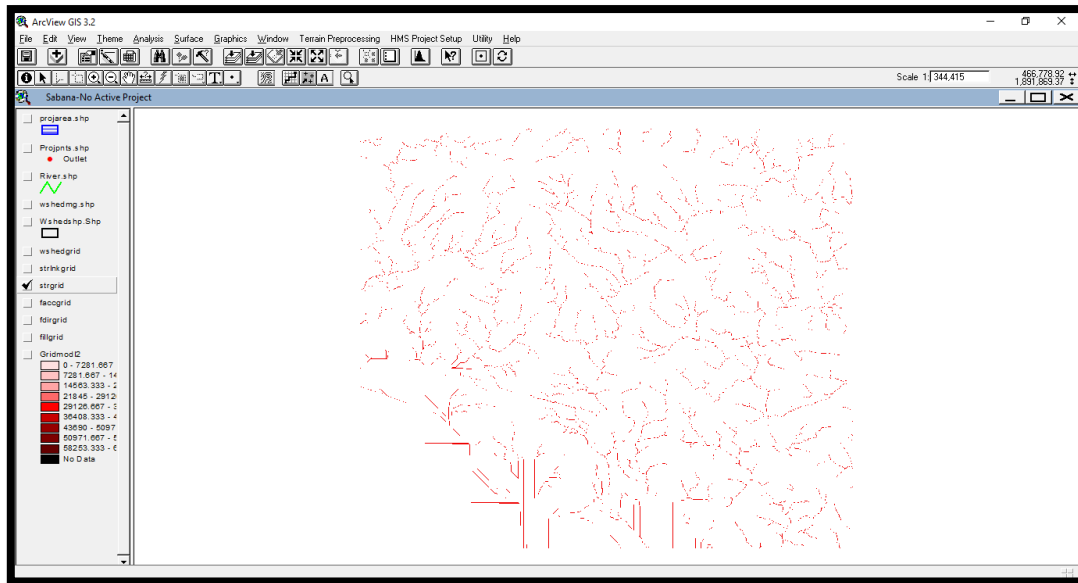 ArcView GIS 3.2
File Edit View Theme Analysis Surface Graphics Window Terrain Preprocessing HMS Project Setup Utility Help
T
A
Scale 1: 344,415
466,778.92
1,891,869.37
Sabana-No Active Project
projarea.shp
Projpnts.shp
Outlet
River.shp
wshedmg.shp
Wshedshp.Shp
wshedgrid
strlnkgrid
strgrid
faccgrid
fdirgrid
fillgrid
Gridmodl2
0 - 7281.667
7281.667 - 14
14563.333 - 2
21845 - 2912
29126.667 - 3
36408.333 - 4
43690 - 5097
50971.667 - 5
58253.333 - 6
No Data